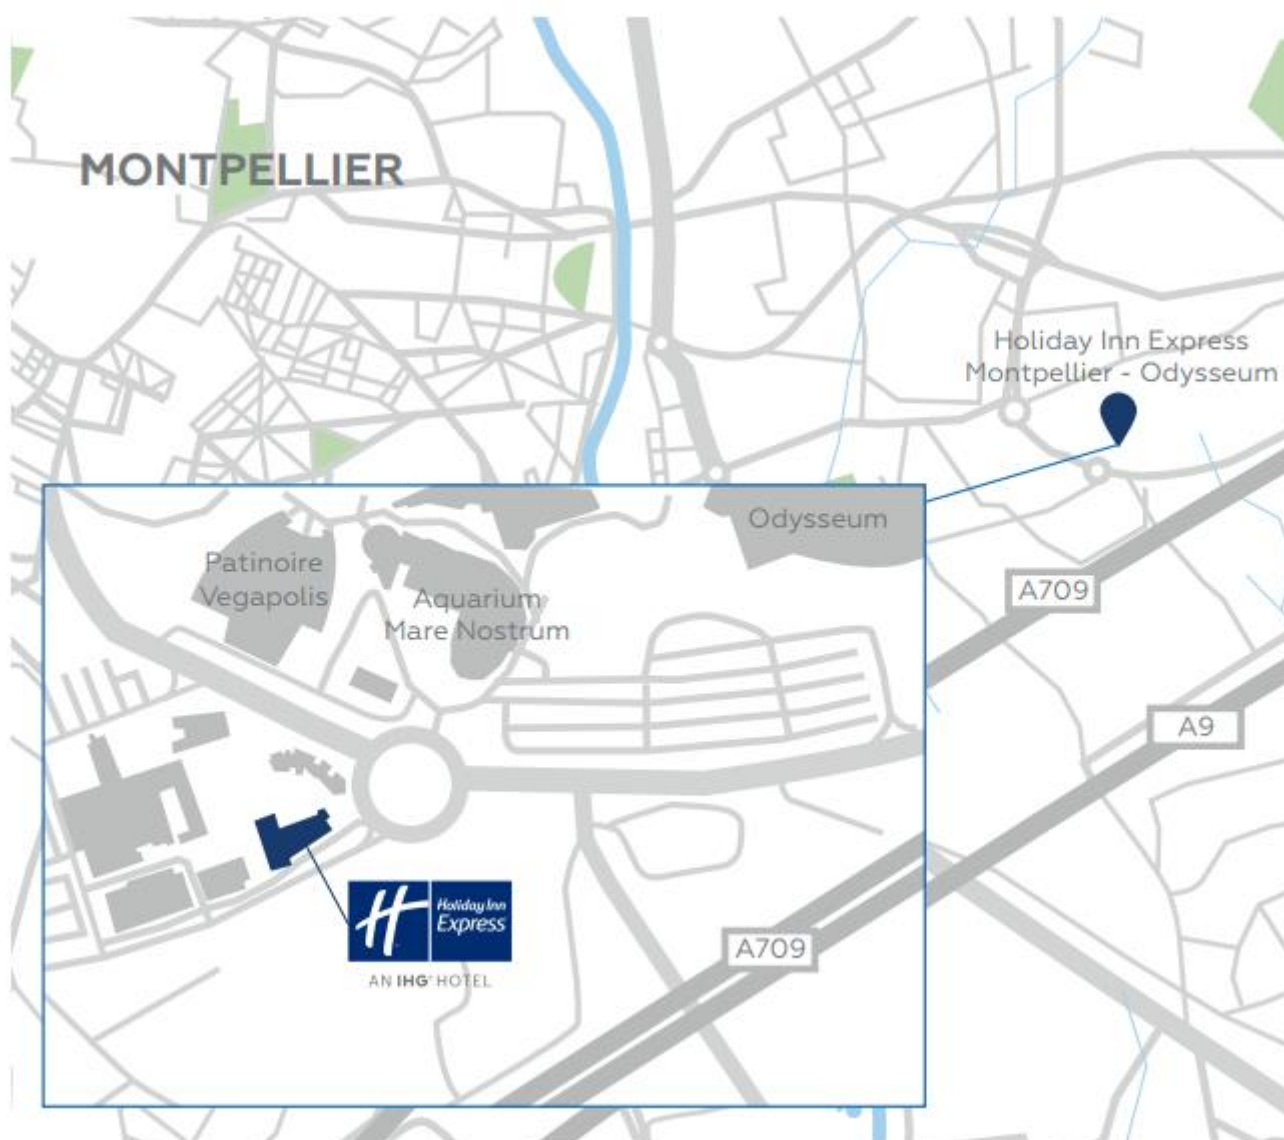 MONTPELLIER
Holiday Inn Express
Montpellier - Odysseum
Odysseum
Patinoire
Vegapolis
Aquarium
Mare Nostrum
A709
A9
Holiday Inn
Express
AN IHG® HOTEL
A709